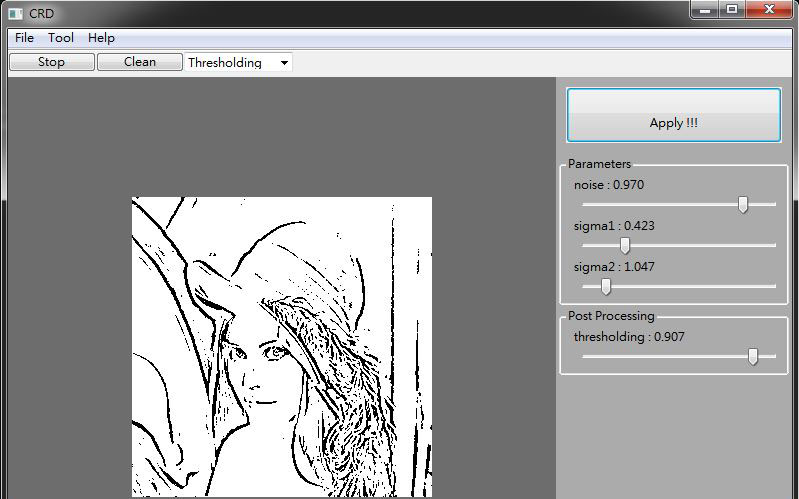 CRD
File Tool Help
Stop Clean Thresholding
Apply !!!
Parameters
noise : 0.970
sigma1 : 0.423
sigma2 : 1.047
Post Processing
thresholding : 0.907